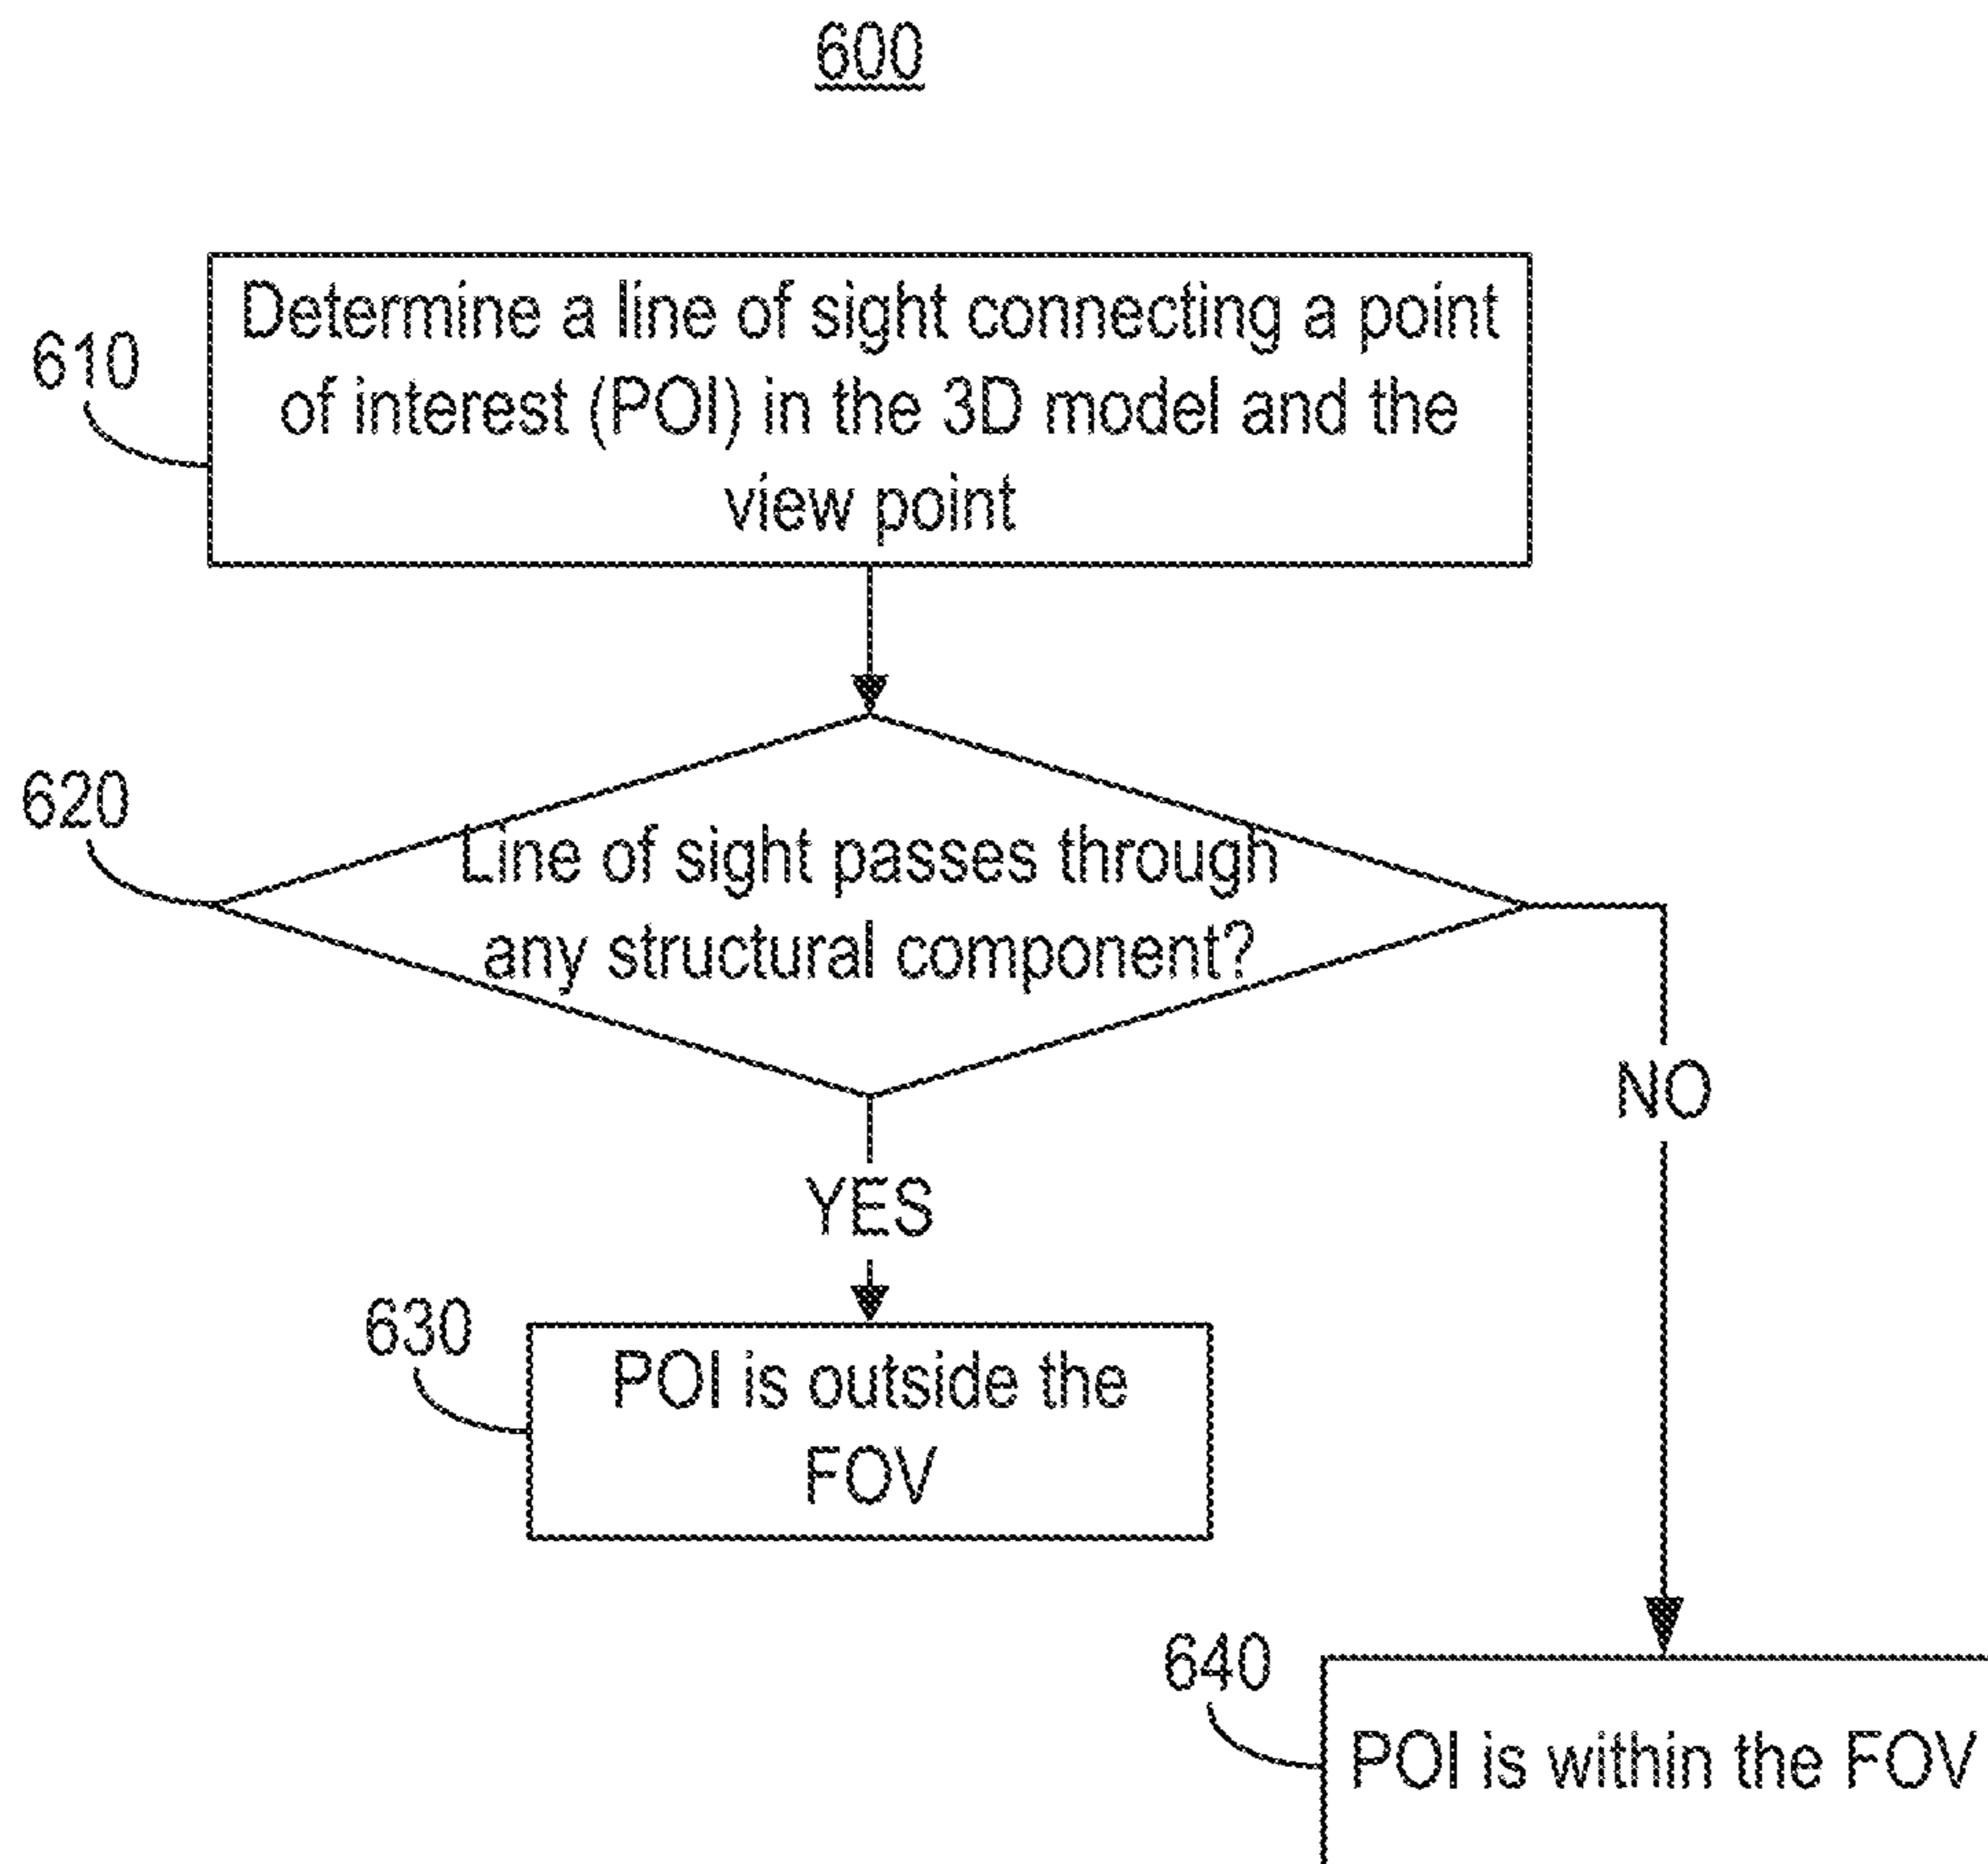 600
610
Determine a line of sight connecting a point
of interest (POI) in the 3D model and the
view point
620
Line of sight passes through
any structural component?
NO
YES
630
POI is outside the
FOV
640
POI is within the FOV